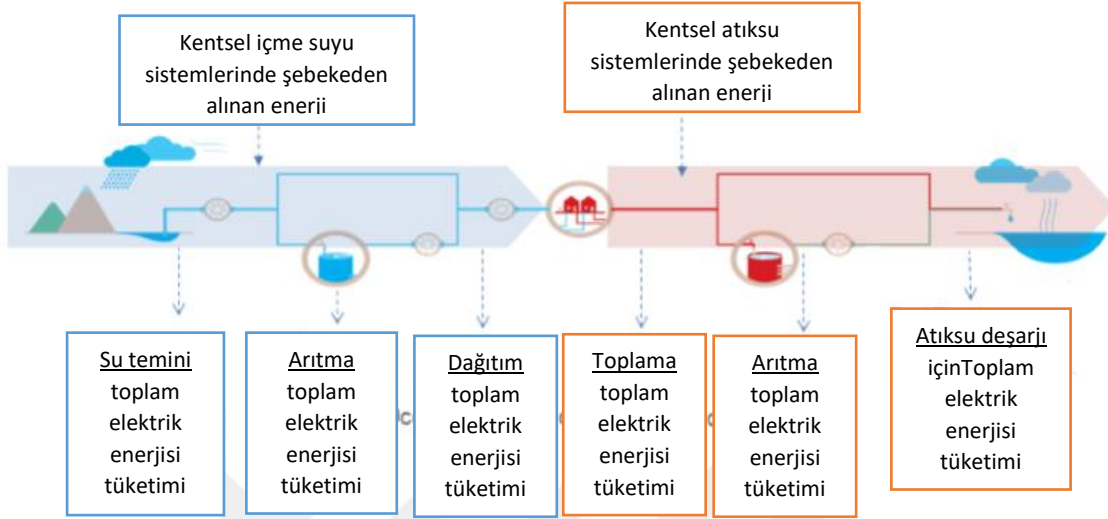 Kentsel içme suyu
sistemlerinde şebekeden
alınan enerji
Kentsel atıksu
sistemlerinde şebekeden
alınan enerji
Su temini
toplam
elektrik
enerjisi
tüketimi
Arıtma
toplam
elektrik
enerjisi
tüketimi
Dağıtım
toplam
elektrik
enerjisi
tüketimi
Toplama
toplam
elektrik
enerjisi
tüketimi
Arıtma
toplam
elektrik
enerjisi
tüketimi
Atıksu deşarjı
içinToplam
elektrik
enerjisi
tüketimi